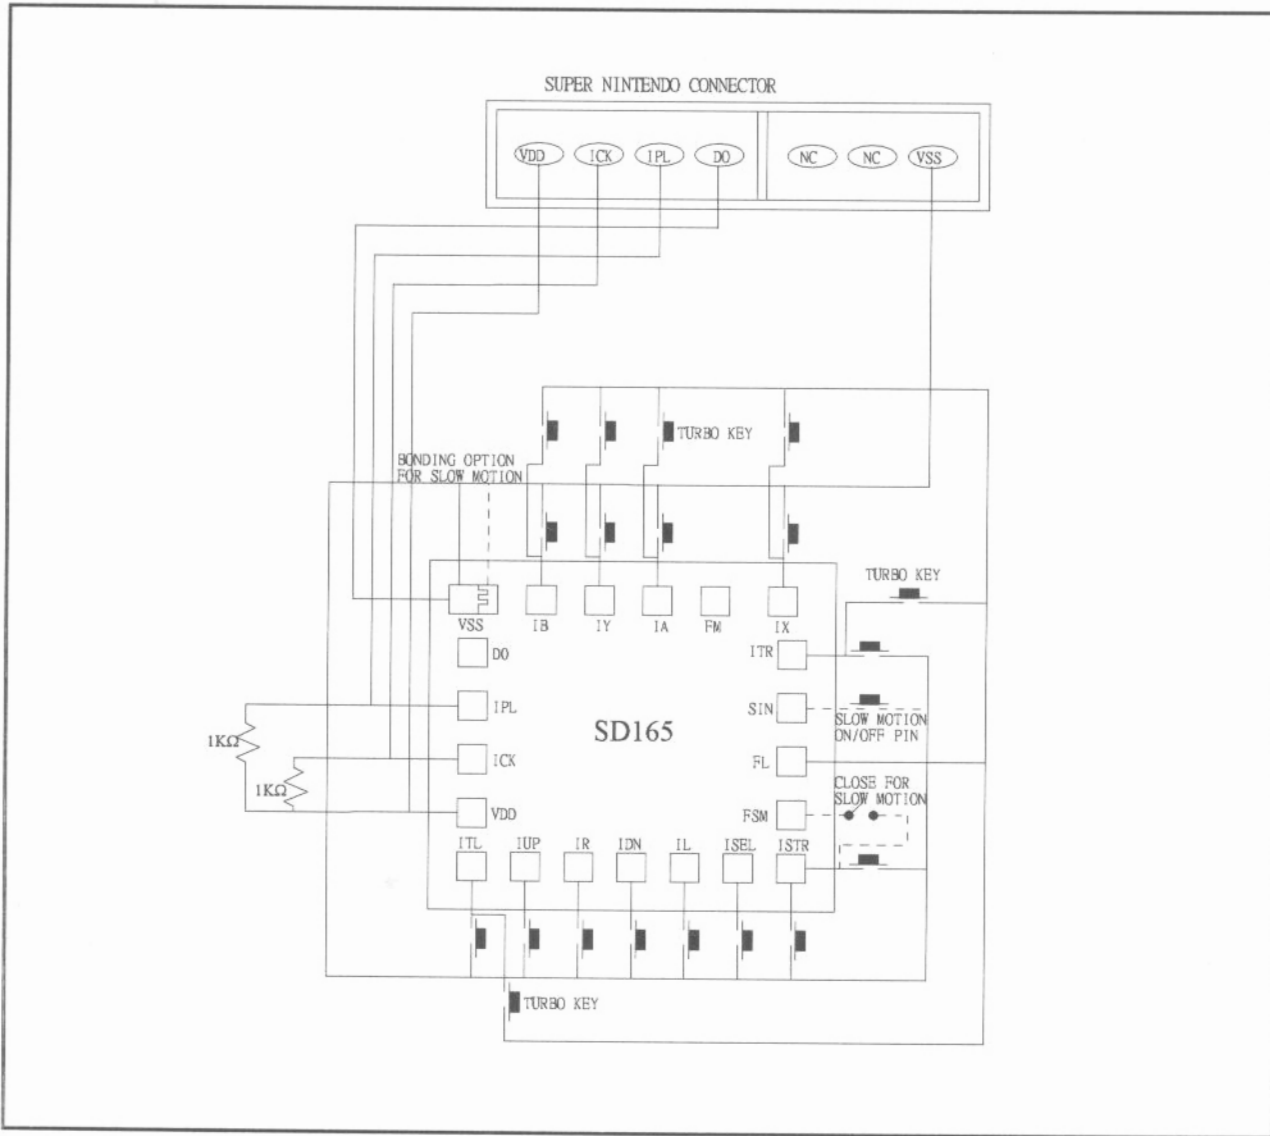 SUPER NINTENDO CONNECTOR
VDD ICK IPL DO NC NC VSS
TURBO KEY
BONDING OPTION
FOR SLOW MOTION
TURBO KEY
VSS IB IY IA FM IX
DO
ITR
IPL
SIN
SD165
SLOW MOTION
ON/OFF PIN
1KΩ
ICK
FL
1KΩ
CLOSE FOR
SLOW MOTION
VDD
FSM
ITL IUP IR IDN IL ISEL ISTR
TURBO KEY